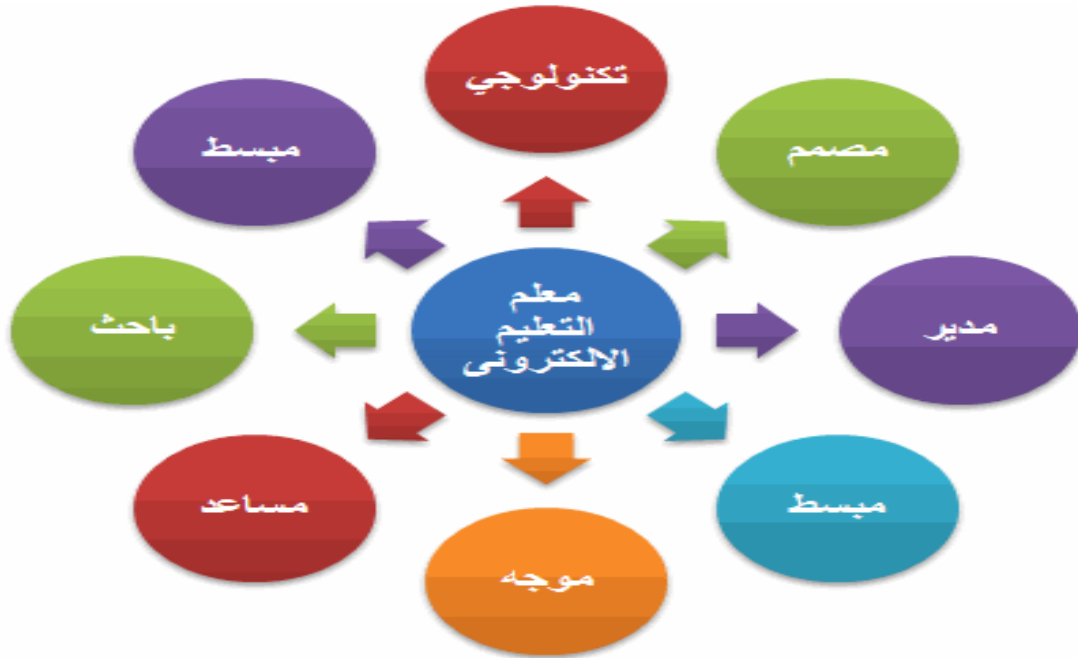 تكنولوجي
مصمم
مبسط
معلم
التعليم
الالكترونى
مدير
باحث
مبسط
مساعد
موجه